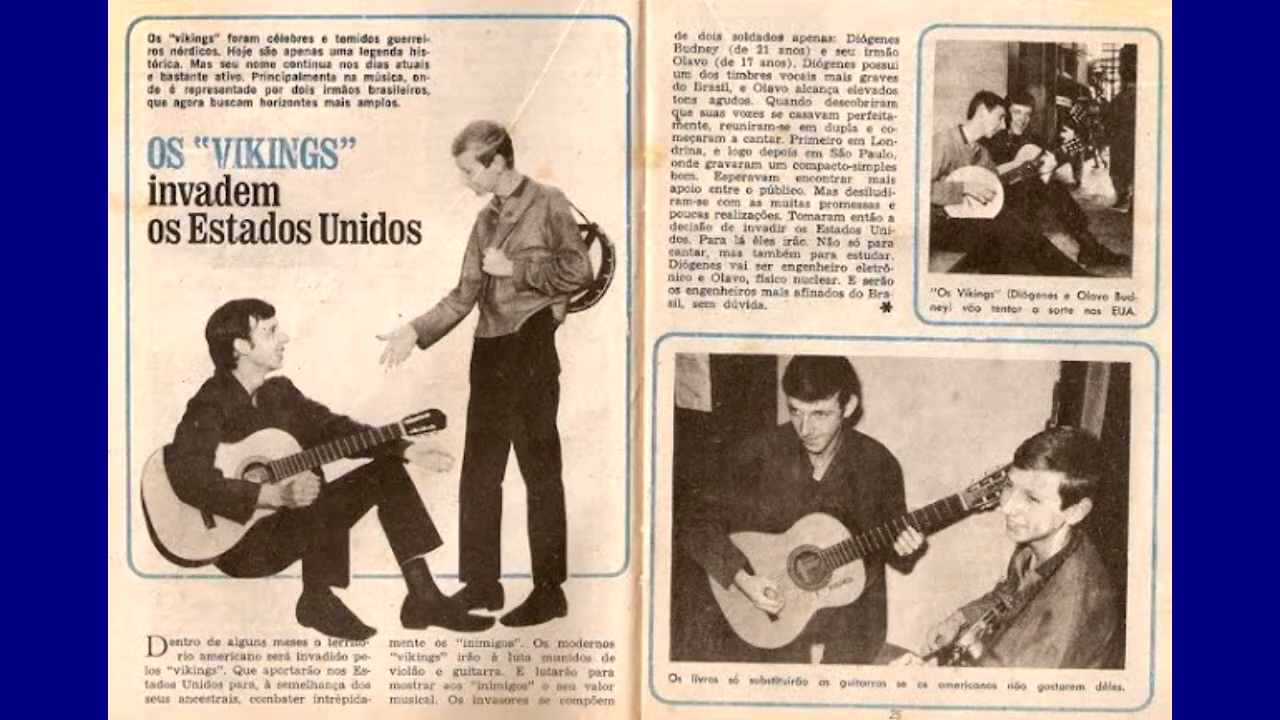 Os "vikings" foram célebres e temidos guerrei-
ros nórdicos. Hoje são apenas uma legenda his-
tórica. Mas seu nome continua nos dias atuais
e bastante ativo. Principalmente na música, on-
de é representado por dois irmãos brasileiros,
que agora buscam horizontes mais amplos.
OS "VIKINGS"
invadem
os Estados Unidos
Dentro de alguns meses o territó-
rio americano será invadido pe-
los "vikings". Que aportarão nos Es-
tados Unidos para, à semelhança dos
seus ancestrais, combater intrèpida-
mente os "inimigos". Os modernos
"vikings" irão à luta munidos de
violão e guitarra. E lutarão para
mostrar aos "inimigos" o seu valor
musical. Os invasores se compõem
de dois soldados apenas: Diógenes
Budney (de 21 anos) e seu irmão
Olavo (de 17 anos). Diógenes possui
um dos timbres vocais mais graves
do Brasil, e Olavo alcança elevados
tons agudos. Quando descobriram
que suas vozes se casavam perfeita-
mente, reuniram-se em dupla e co-
meçaram a cantar. Primeiro em Lon-
drina, e logo depois em São Paulo,
onde gravaram um compacto-simples
bom. Esperavam encontrar mais
apoio entre o público. Mas desiludi-
ram-se com as muitas promessas e
poucas realizações. Tomaram então a
decisão de invadir os Estados Uni-
dos. Para lá êles irão. Não só para
cantar, mas também para estudar.
Diógenes vai ser engenheiro eletrô-
nico e Olavo, físico nuclear. E serão
os engenheiros mais afinados do Bra-
sil, sem dúvida.
"Os Vikings" (Diógenes e Olavo Bud-
ney) vão tentar a sorte nos EUA.
Os livros só substituirão as guitarras se os americanos não gostarem dêles.
25